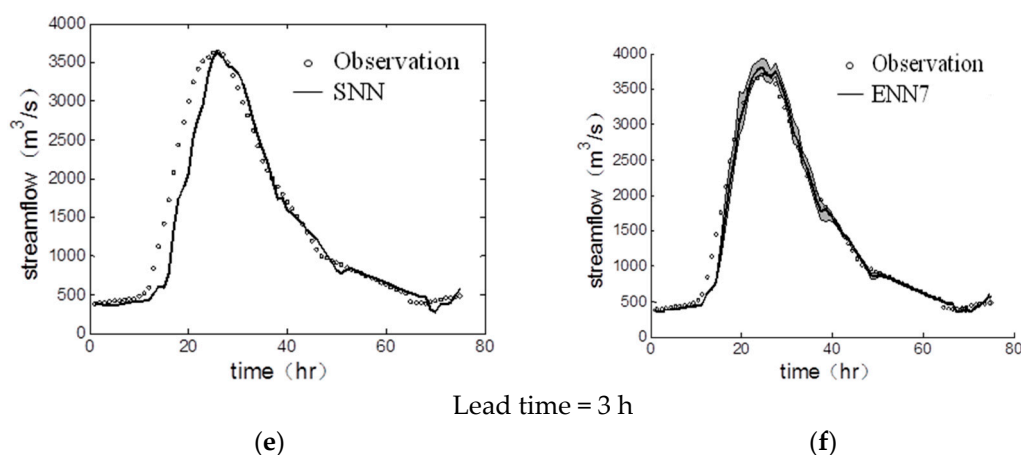 4000
3500
3000
2500
2000
1500
1000
500
0
streamflow (m³/s)
Observation
SNN
0 20 40 60 80
time (hr)
4000
3500
3000
2500
2000
1500
1000
500
0
streamflow (m³/s)
Observation
ENN7
0 20 40 60 80
time (hr)
Lead time = 3 h
(e) (f)